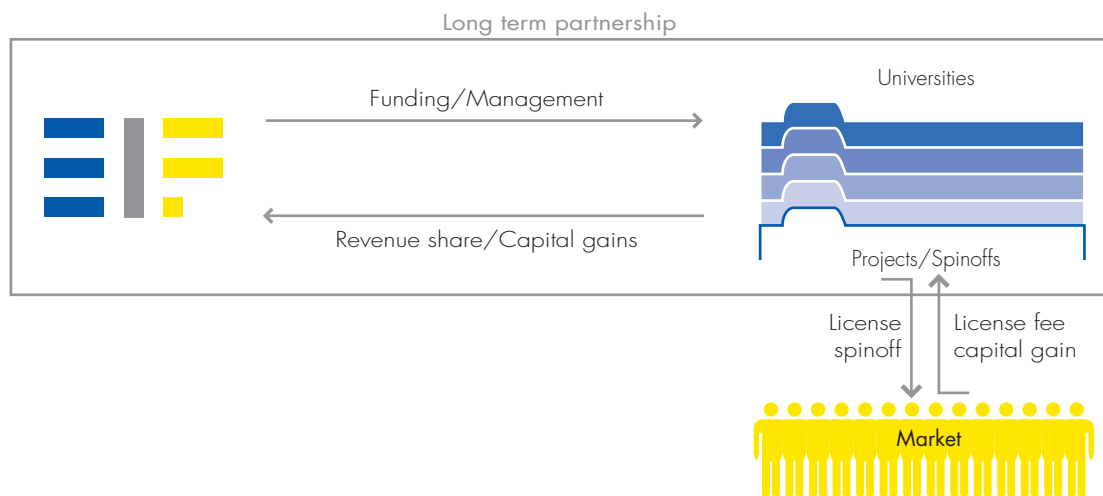 Long term partnership
Universities
Funding/Management
Revenue share/Capital gains
Projects/Spinoffs
License
spinoff
License fee
capital gain
Market